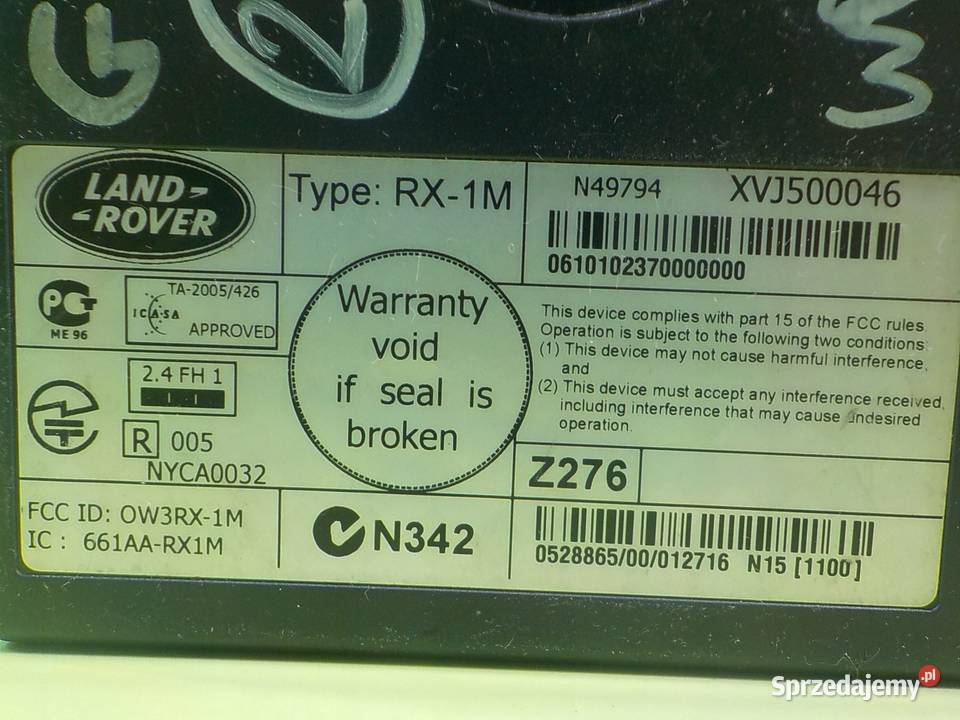 2
LAND-
-ROVER
Type: RX-1M
N49794 XVJ500046
0610102370000000
PCT
ME 96
TA-2005/426
ICASA
APPROVED
Warranty
void
if seal is
broken
This device complies with part 15 of the FCC rules.
Operation is subject to the following two conditions:
(1) This device may not cause harmful interference,
and
(2) This device must accept any interference received,
including interference that may cause undesired
operation.
2.4 FH 1
R 005
NYCA0032
Z276
FCC ID: OW3RX-1M
IC : 661AA-RX1M
N342
0528865/00/012716 N15 [1100]
Sprzedajemy.pl